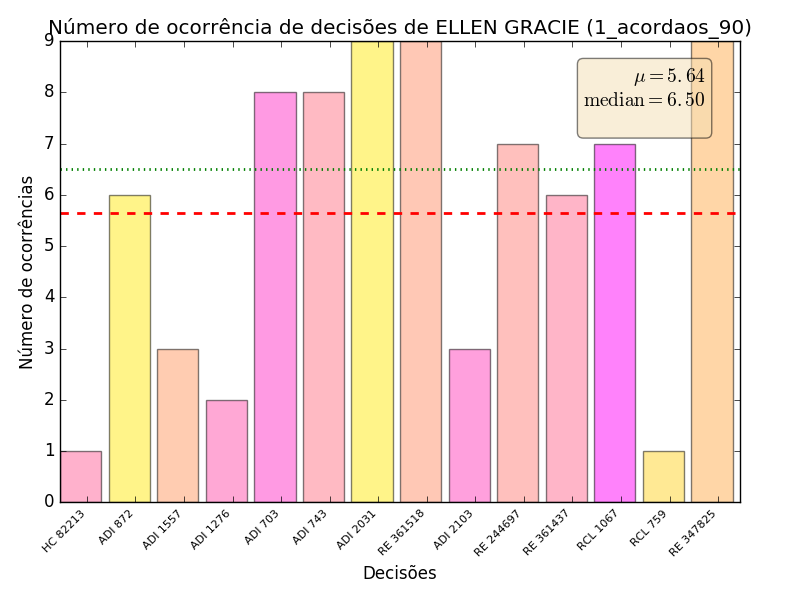 Número de ocorrência de decisões de ELLEN GRACIE (1_acordaos_90)
μ = 5.64
median = 6.50
9
8
7
6
5
4
3
2
1
0
Número de ocorrências
HC 82213
ADI 872
ADI 1557
ADI 1276
ADI 703
ADI 743
ADI 2031
RE 361518
ADI 2103
RE 244697
RE 361437
RCL 1067
RCL 759
RE 347825
Decisões